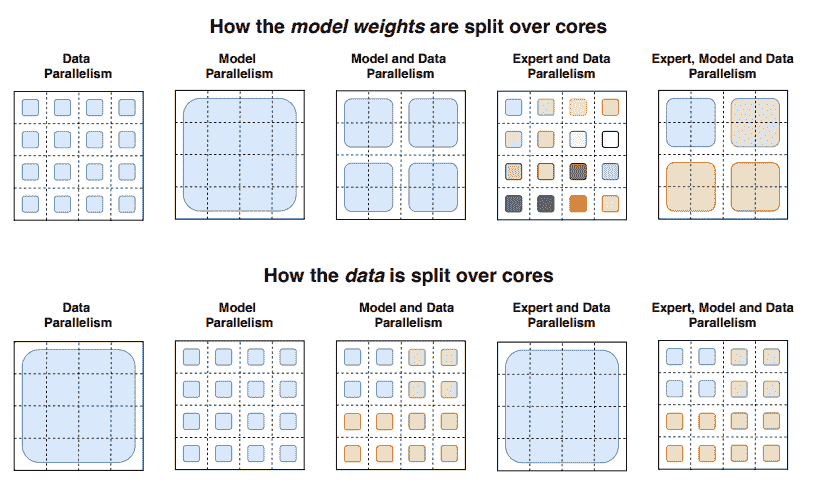 How the model weights are split over cores
Data
Parallelism
Model
Parallelism
Model and Data
Parallelism
Expert and Data
Parallelism
Expert, Model and Data
Parallelism
How the data is split over cores
Data
Parallelism
Model
Parallelism
Model and Data
Parallelism
Expert and Data
Parallelism
Expert, Model and Data
Parallelism